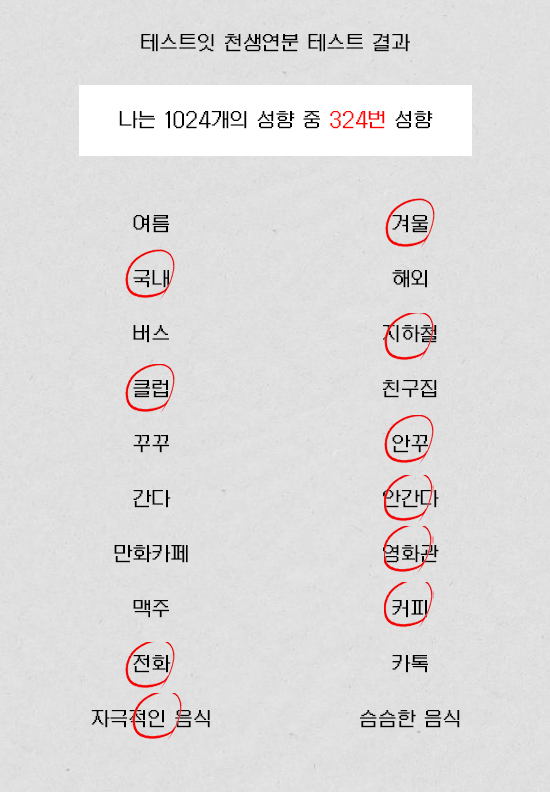 테스트잇 천생연분 테스트 결과
나는 1024개의 성향 중 324번 성향
여름 겨울
국내 해외
버스 지하철
클럽 친구집
꾸꾸 안꾸
간다 안간다
만화카페 영화관
맥주 커피
전화 카톡
자극적인 음식 슴슴한 음식